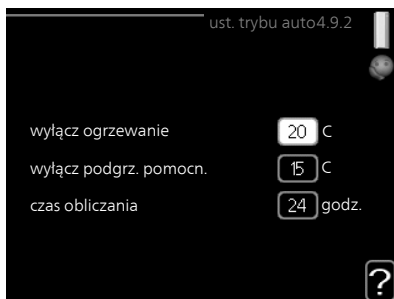 ust. trybu auto4.9.2
wyłącz ogrzewanie 20 C
wyłącz podgrz. pomocn. 15 C
czas obliczania 24 godz.
?